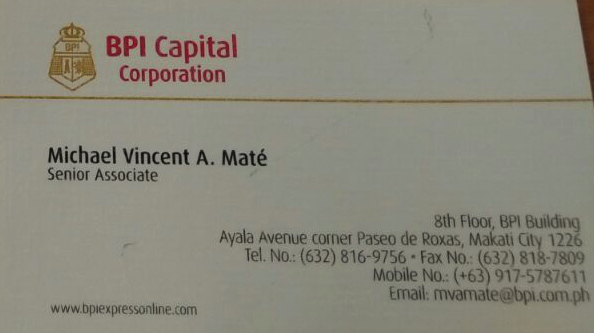 BPI
BPI Capital
Corporation
Michael Vincent A. Maté
Senior Associate
8th Floor, BPI Building
Ayala Avenue corner Paseo de Roxas, Makati City 1226
Tel. No.: (632) 816-9756 • Fax No.: (632) 818-7809
Mobile No.: (+63) 917-5787611
Email: mvamate@bpi.com.ph
www.bpiexpressonline.com